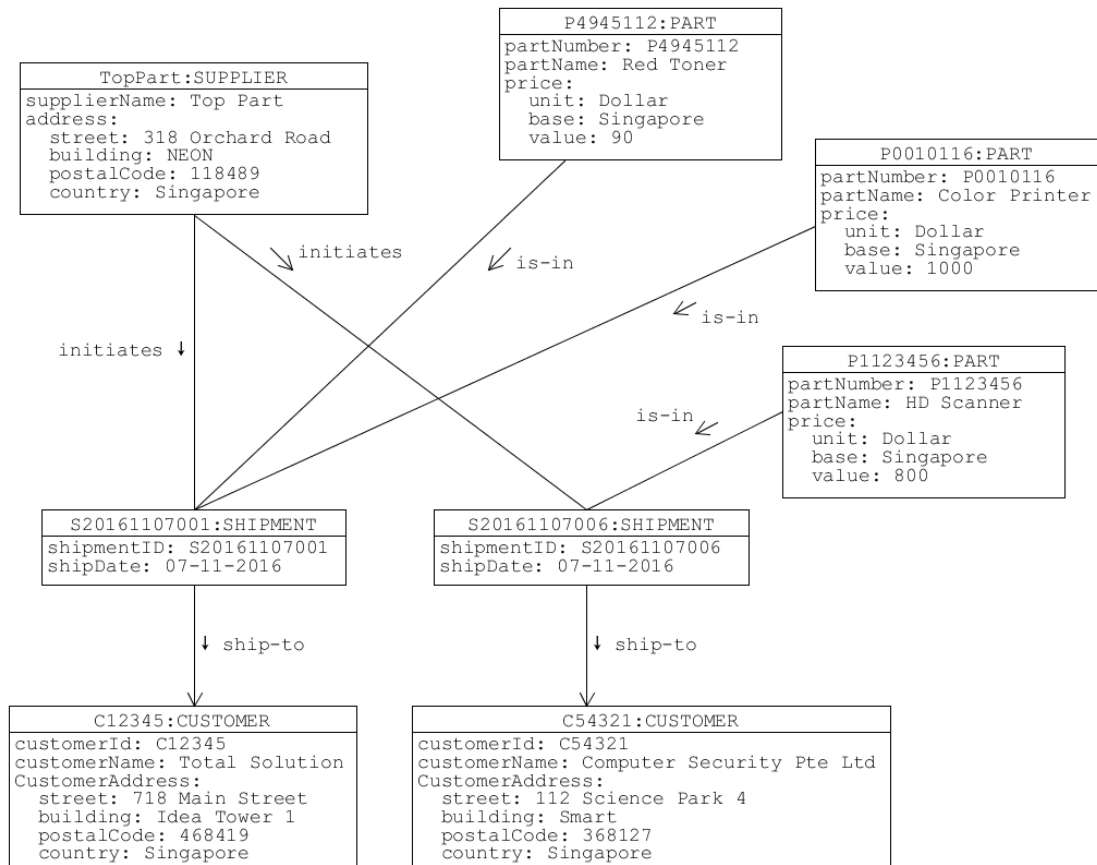 P4945112:PART
partNumber: P4945112
partName: Red Toner
price:
unit: Dollar
base: Singapore
value: 90
TopPart:SUPPLIER
supplierName: Top Part
address:
street: 318 Orchard Road
building: NEON
postalCode: 118489
country: Singapore
P0010116:PART
partNumber: P0010116
partName: Color Printer
price:
unit: Dollar
base: Singapore
value: 1000
initiates
is-in
is-in
initiates
P1123456:PART
partNumber: P1123456
partName: HD Scanner
price:
unit: Dollar
base: Singapore
value: 800
is-in
S20161107001:SHIPMENT
shipmentID: S20161107001
shipDate: 07-11-2016
S20161107006:SHIPMENT
shipmentID: S20161107006
shipDate: 07-11-2016
ship-to
ship-to
C12345:CUSTOMER
customerId: C12345
customerName: Total Solution
CustomerAddress:
street: 718 Main Street
building: Idea Tower 1
postalCode: 468419
country: Singapore
C54321:CUSTOMER
customerId: C54321
customerName: Computer Security Pte Ltd
CustomerAddress:
street: 112 Science Park 4
building: Smart
postalCode: 368127
country: Singapore